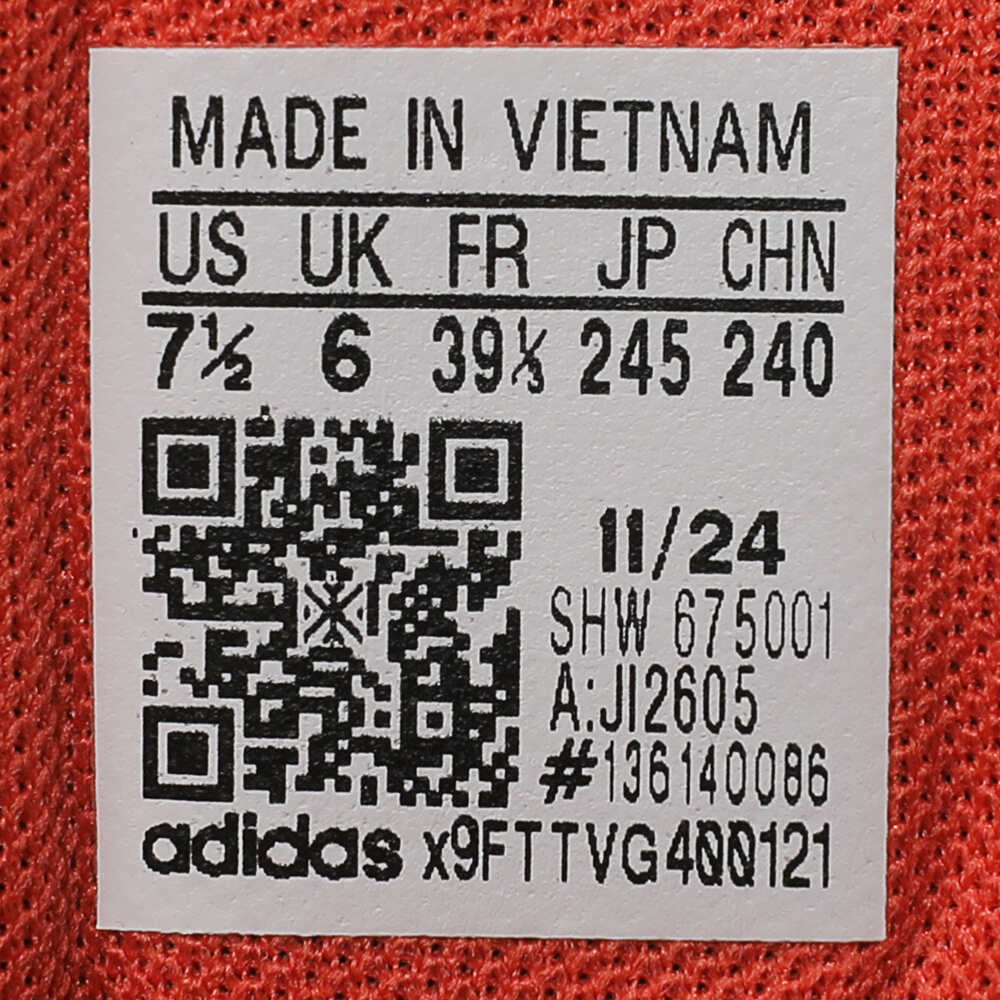 MADE IN VIETNAM
US UK FR JP CHN
7½ 6 39⅓ 245 240
11/24
SHW 675001
A:JI2605
#136140086
adidas x9FTTVG400121